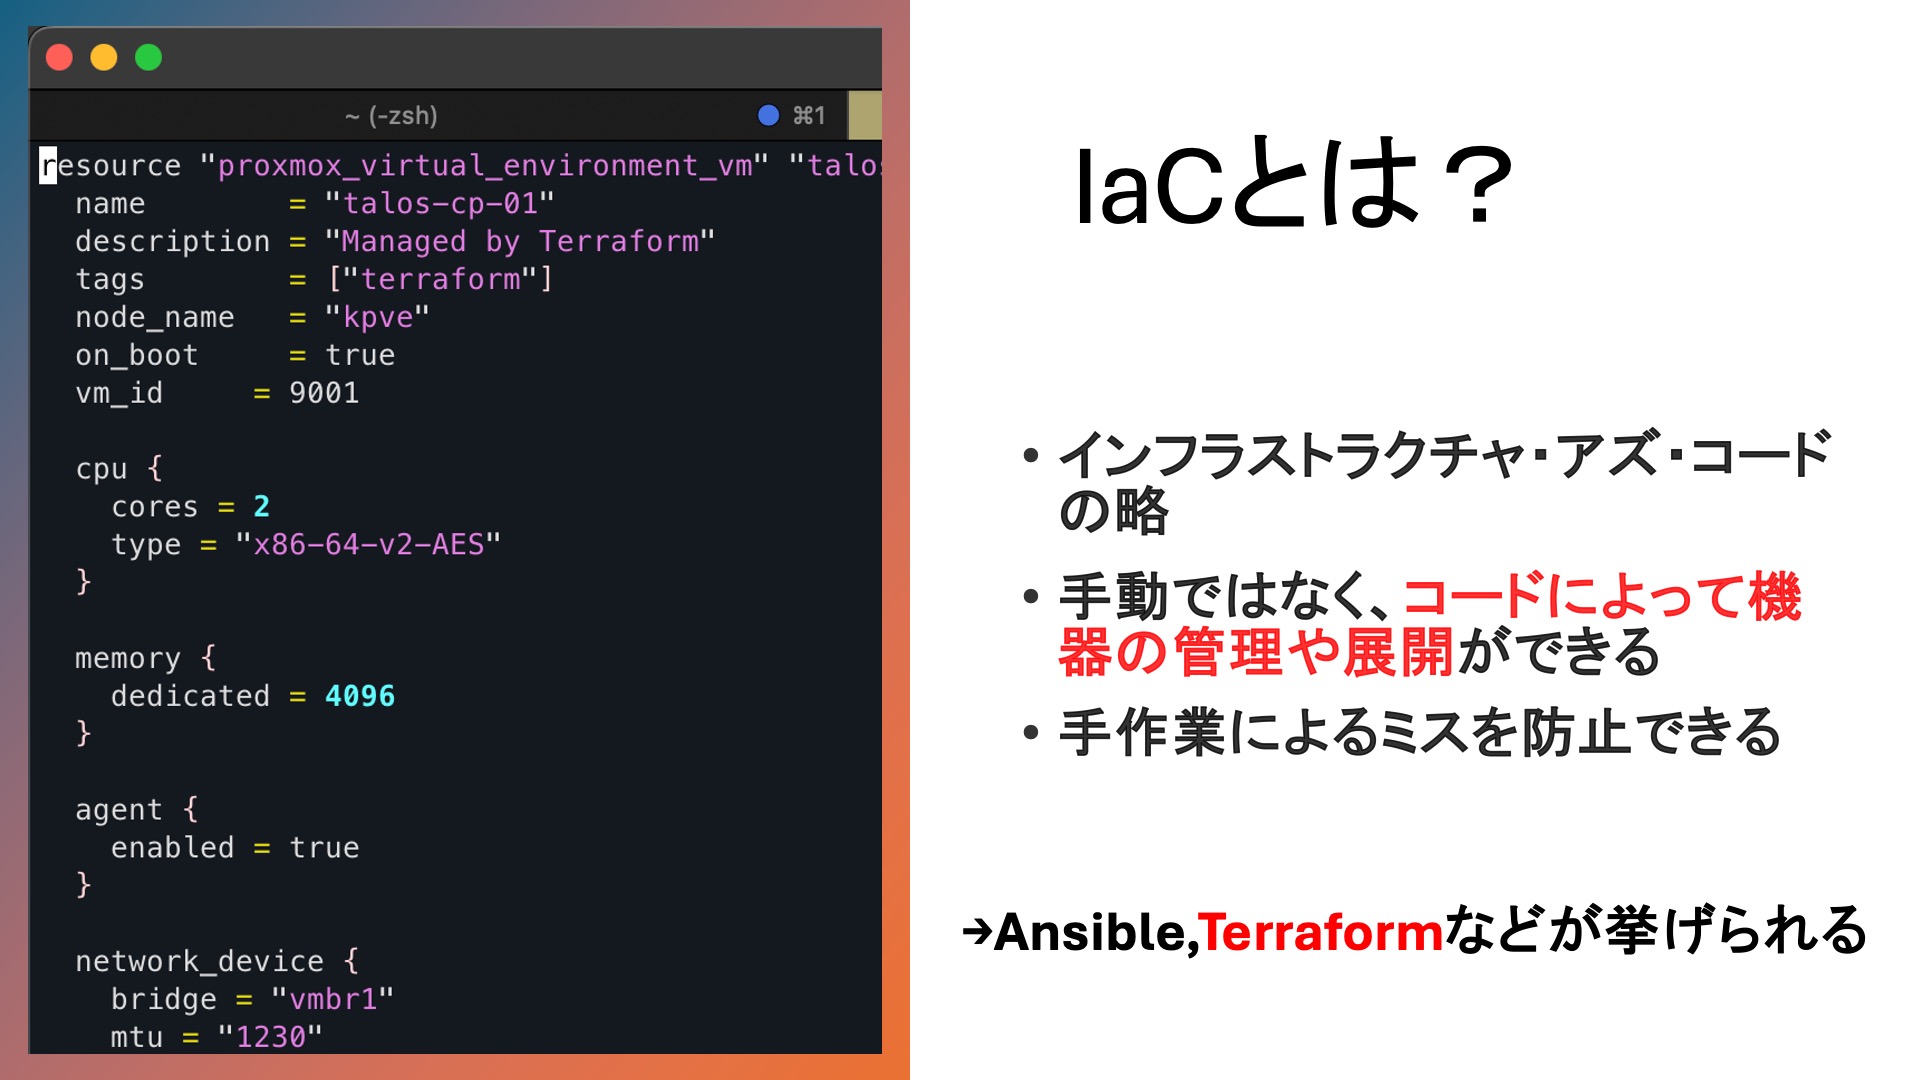 ~ (-zsh)
⌘1
resource "proxmox_virtual_environment_vm" "talos
  name        = "talos-cp-01"
  description = "Managed by Terraform"
  tags        = ["terraform"]
  node_name   = "kpve"
  on_boot     = true
  vm_id     = 9001
  cpu {
    cores = 2
    type = "x86-64-v2-AES"
  }
  memory {
    dedicated = 4096
  }
  agent {
    enabled = true
  }
  network_device {
    bridge = "vmbr1"
    mtu = "1230"
IaCとは？
• インフラストラクチャ・アズ・コード
の略
• 手動ではなく、コードによって機
器の管理や展開ができる
• 手作業によるミスを防止できる
→Ansible,Terraformなどが挙げられる